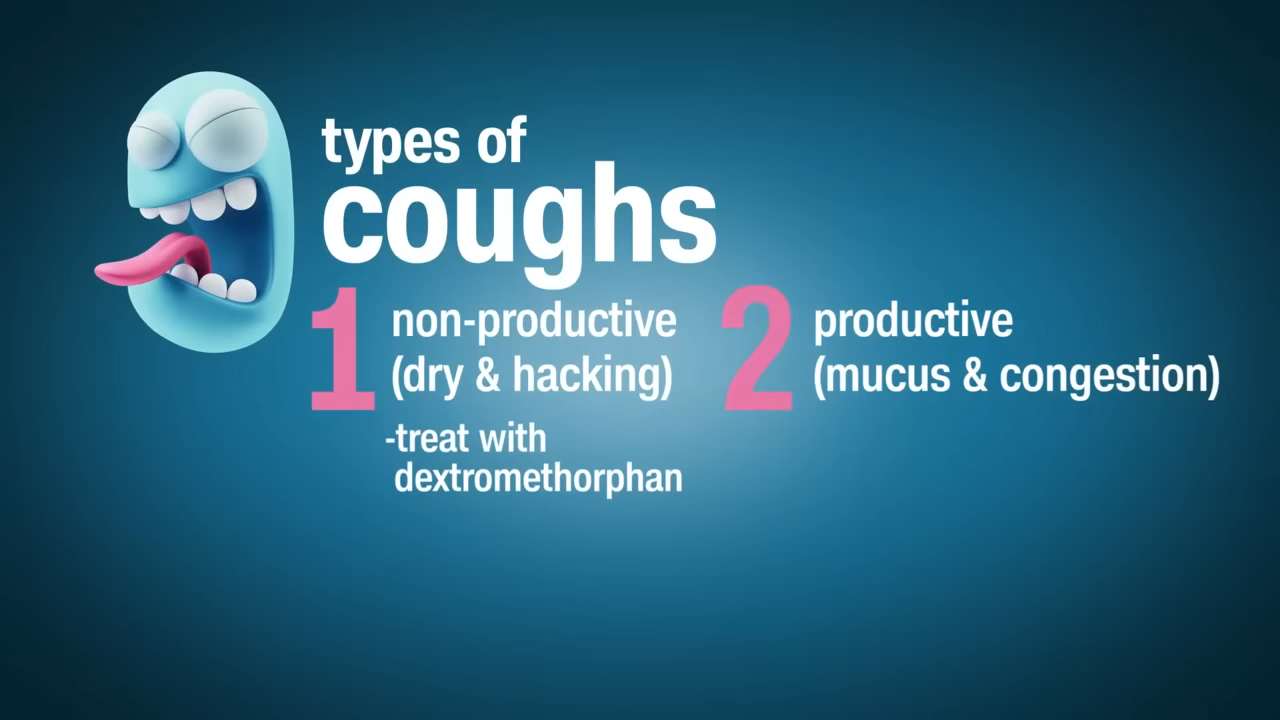 types of
coughs
1
non-productive
(dry & hacking)
-treat with
dextromethorphan
2
productive
(mucus & congestion)